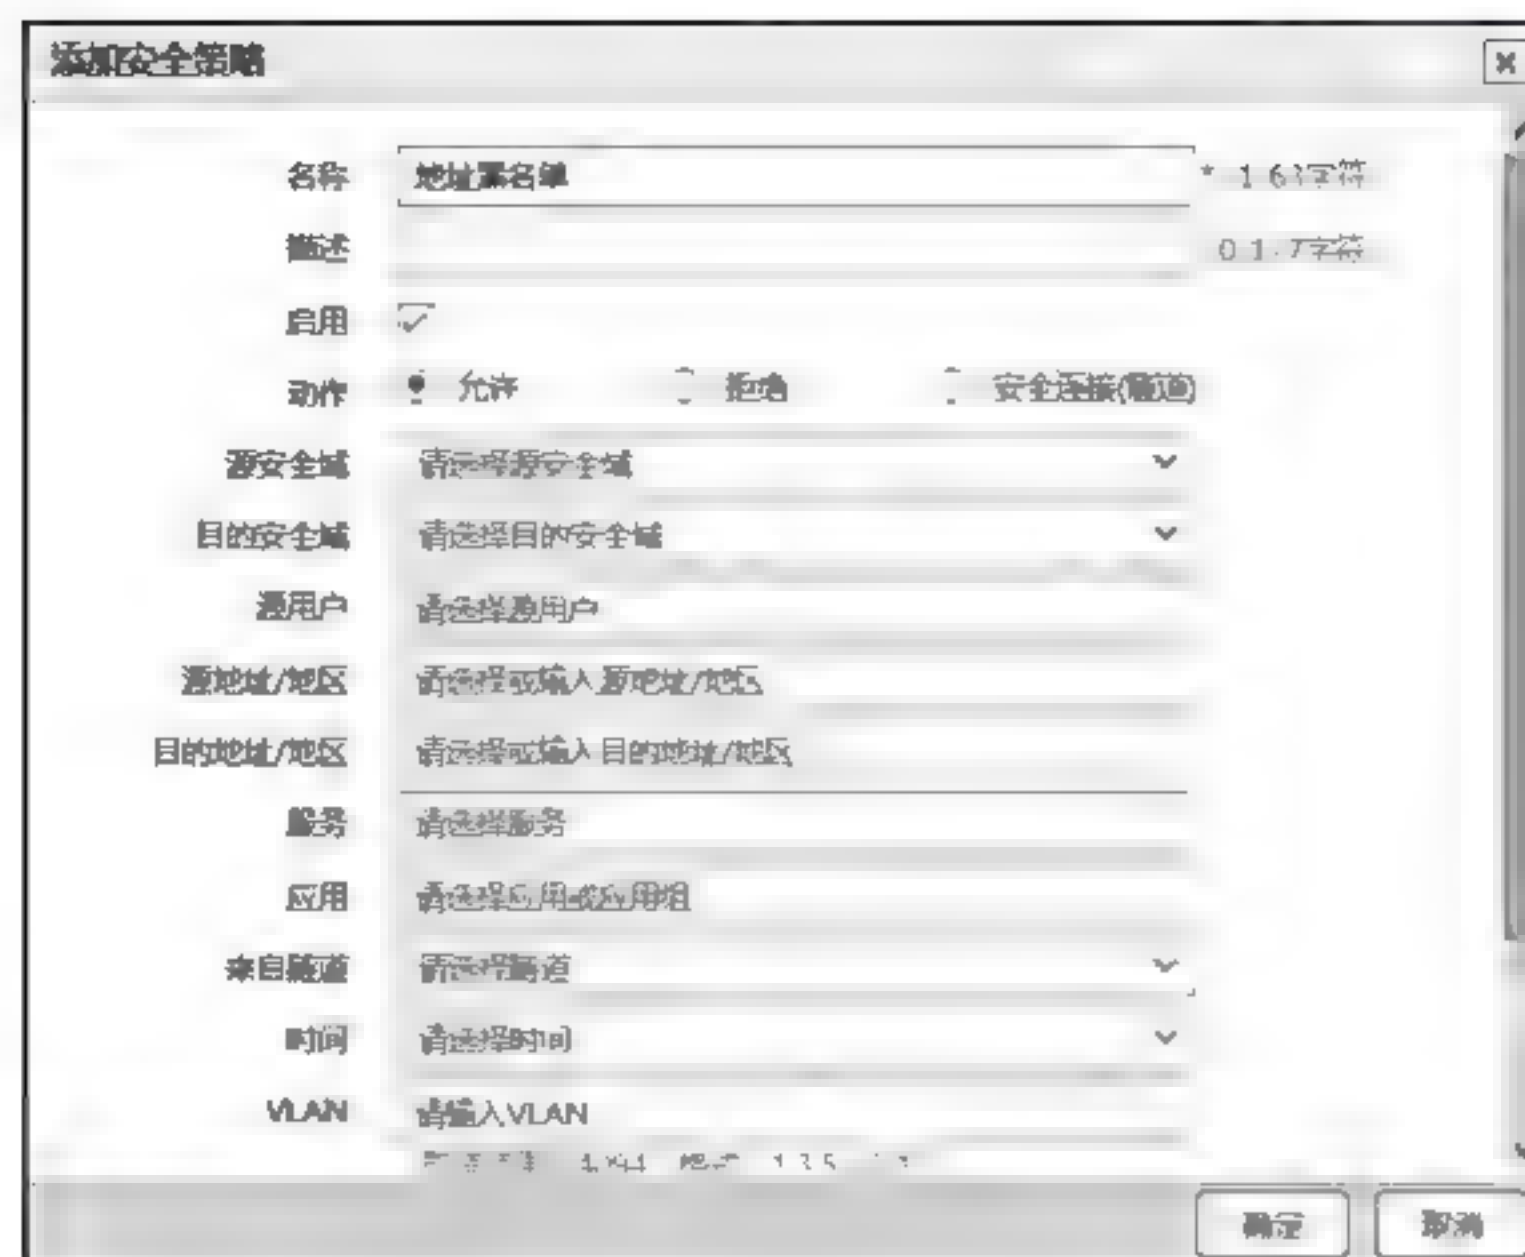 添加安全策略
名称 地址黑名单 * 1-63字符
描述 0-127字符
启用
动作 允许 拒绝 安全连接(隧道)
源安全域 请选择源安全域
目的安全域 请选择目的安全域
源用户 请选择源用户
源地址/地区 请选择或输入源地址/地区
目的地址/地区 请选择或输入目的地址/地区
服务 请选择服务
应用 请选择应用或应用组
来自隧道 请选择隧道
时间 请选择时间
VLAN 请输入VLAN
确定 取消